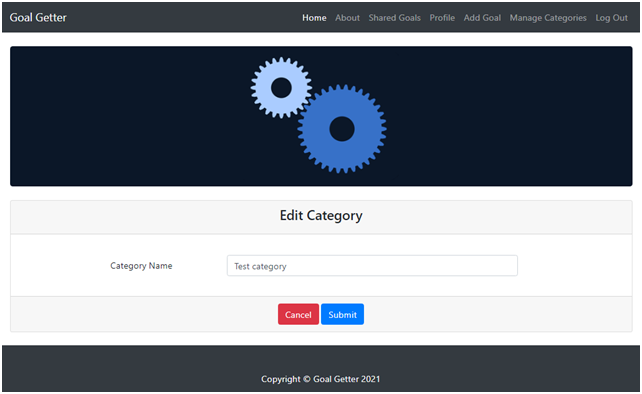 Goal Getter Home About Shared Goals Profile Add Goal Manage Categories Log Out
Edit Category
Category Name Test category
Cancel Submit
Copyright © Goal Getter 2021